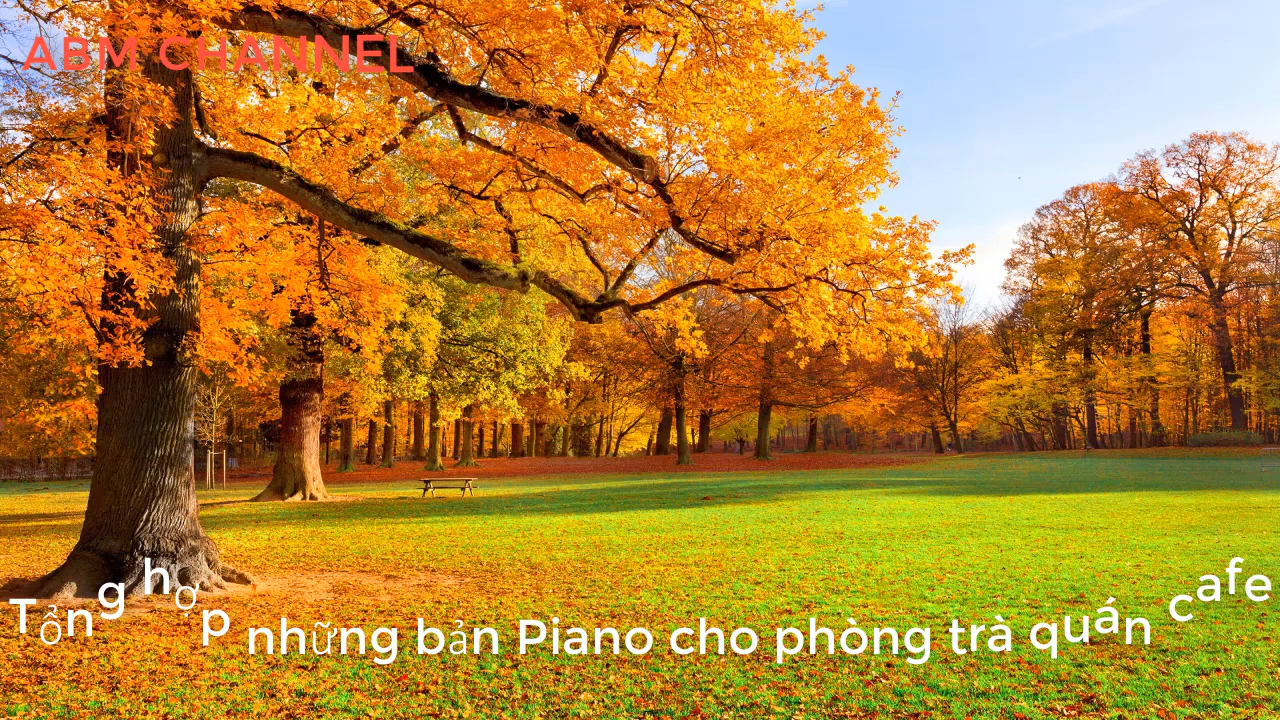 ABM CHANNEL
Tổng hợp những bản Piano cho phòng trà quán cafe